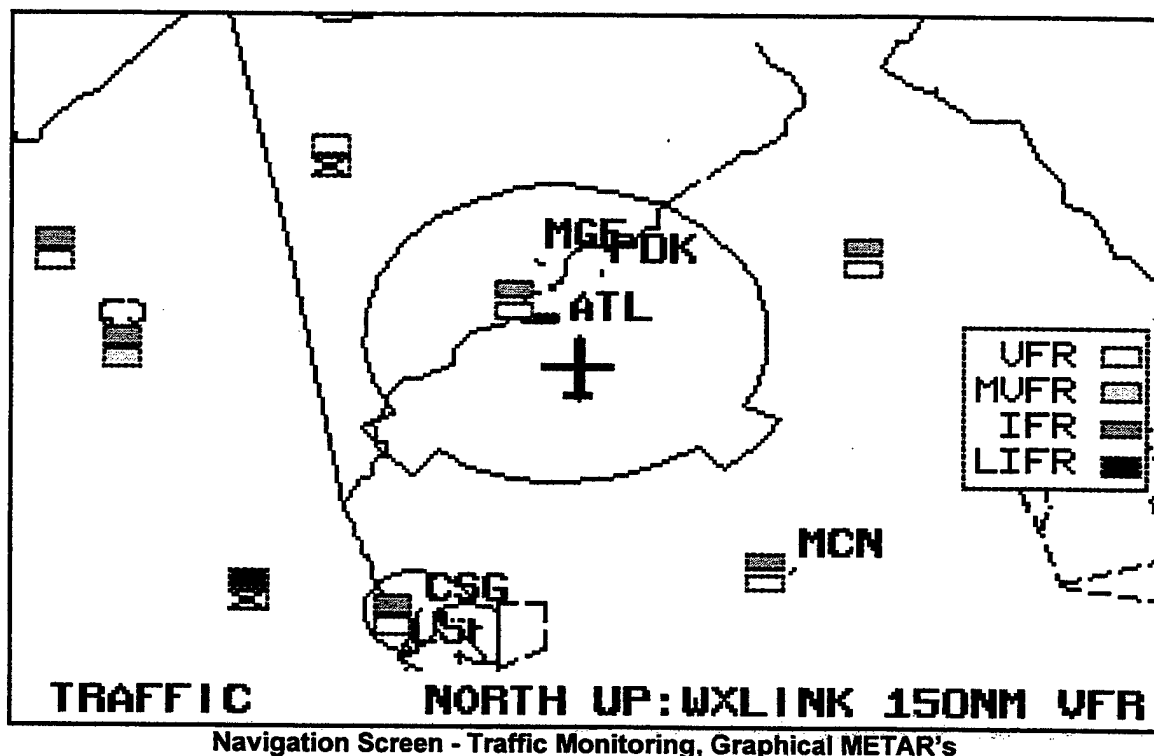 MGE
PDK
ATL
VFR
MVFR
IFR
LIFR
MCN
CSG
TRAFFIC NORTH UP:WXLINK 150NM VFR
Navigation Screen - Traffic Monitoring, Graphical METAR's